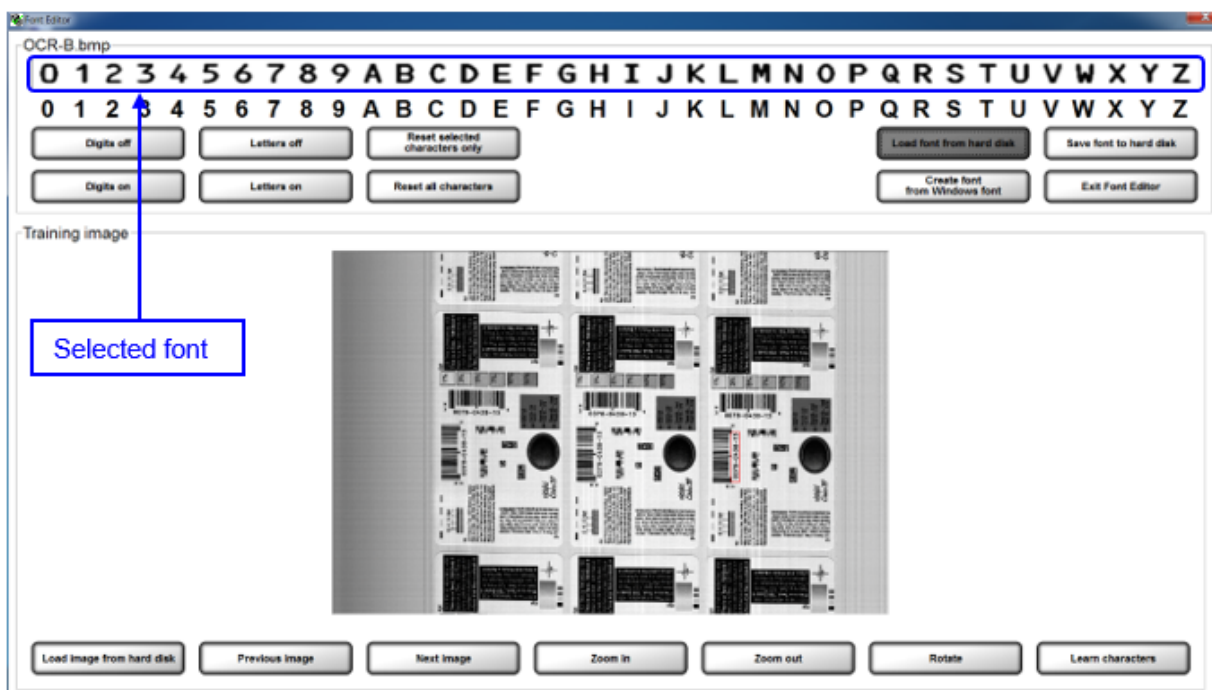 Font Editor
OCR-B.bmp
0 1 2 3 4 5 6 7 8 9 A B C D E F G H I J K L M N O P Q R S T U V W X Y Z
0 1 2 3 4 5 6 7 8 9 A B C D E F G H I J K L M N O P Q R S T U V W X Y Z
Digits off Letters off Reset selected characters only Load font from hard disk Save font to hard disk
Digits on Letters on Reset all characters Create font from Windows font Exit Font Editor
Training image
Selected font
Load image from hard disk Previous image Next image Zoom in Zoom out Rotate Learn characters